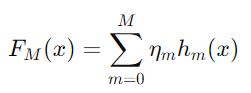 F_M(x) = \sum_{m=0}^{M} \eta_m h_m(x)